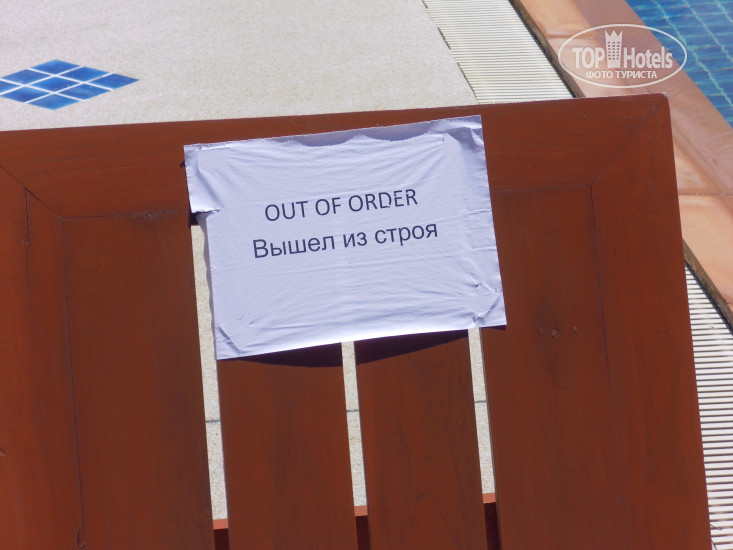 TOP Hotels
ФОТО ТУРИСТА
OUT OF ORDER
Вышел из строя